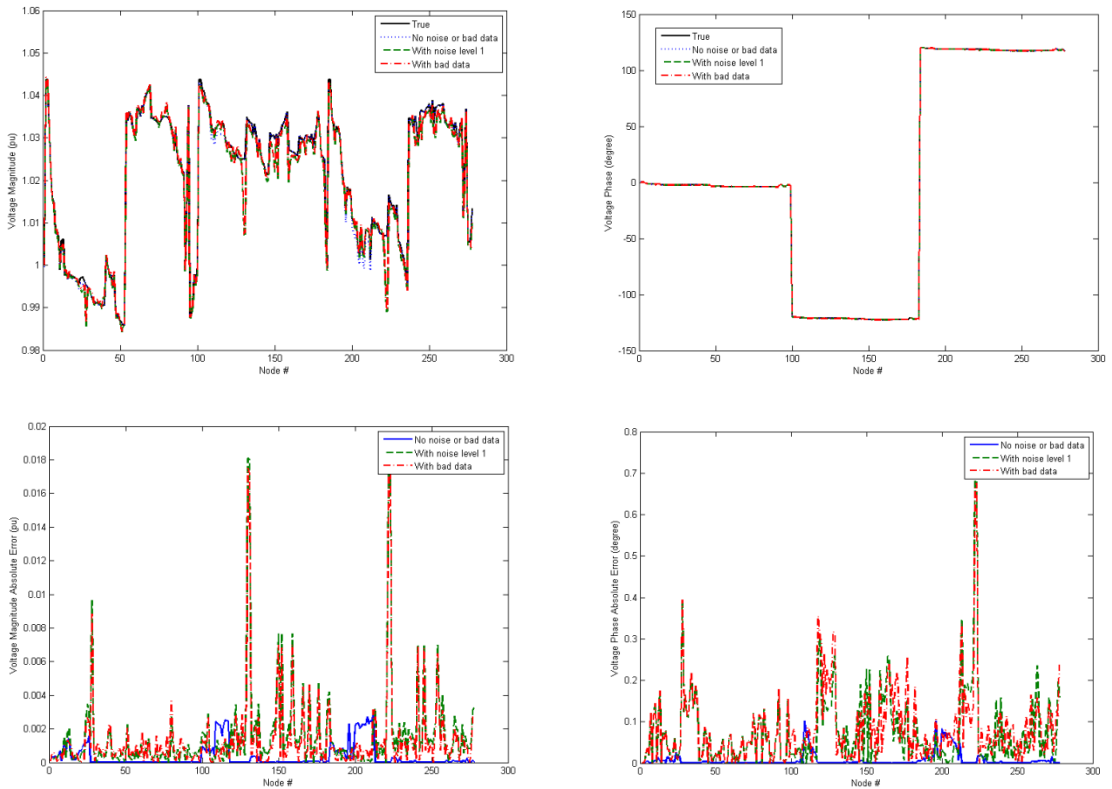 1.06
1.05
1.04
1.03
1.02
1.01
1
0.99
0.98
Voltage Magnitude (pu)
True
No noise or bad data
With noise level 1
With bad data
0 50 100 150 200 250 300
Node #
150
100
50
0
-50
-100
-150
Voltage Phase (degree)
True
No noise or bad data
With noise level 1
With bad data
0 50 100 150 200 250 300
Node #
0.02
0.018
0.016
0.014
0.012
0.01
0.008
0.006
0.004
0.002
0
Voltage Magnitude Absolute Error (pu)
No noise or bad data
With noise level 1
With bad data
0 50 100 150 200 250 300
Node #
0.8
0.7
0.6
0.5
0.4
0.3
0.2
0.1
0
Voltage Phase Absolute Error (degree)
No noise or bad data
With noise level 1
With bad data
0 50 100 150 200 250 300
Node #